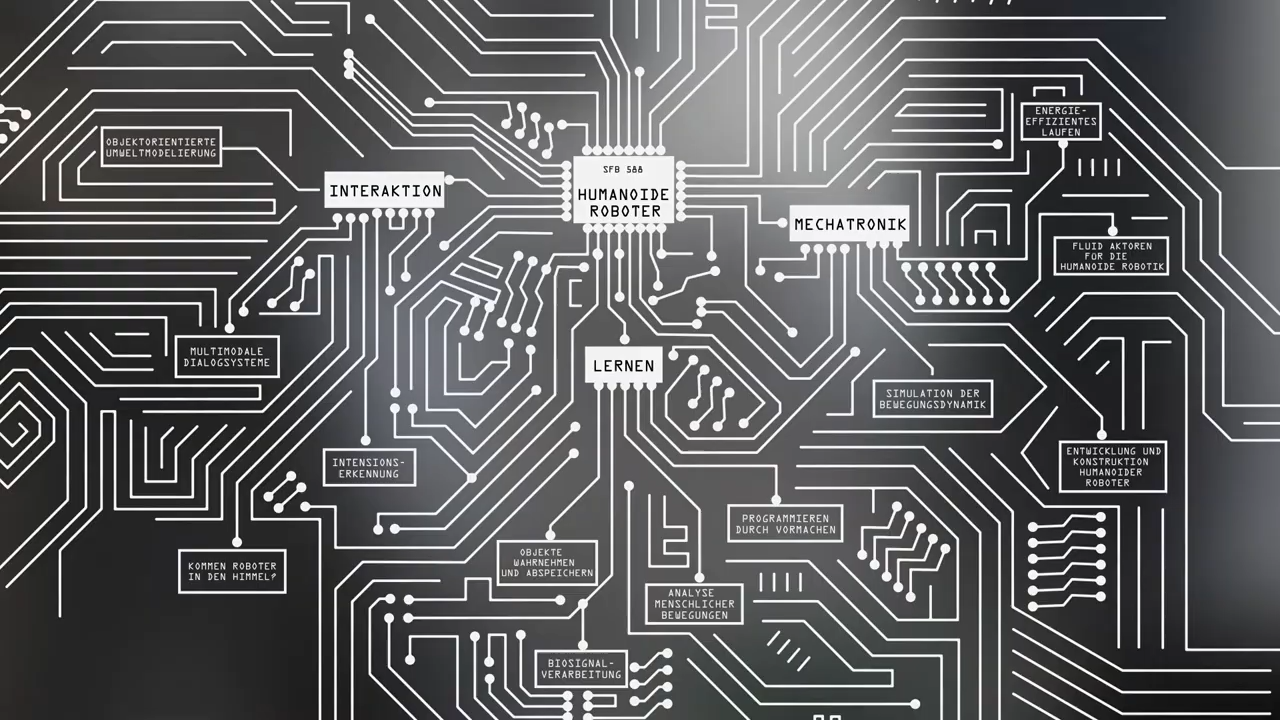 ENERGIE-
EFFIZIENTES
LAUFEN
OBJEKTORIENTIERTE
UMWELTMODELIERUNG
SFB 588
HUMANOIDE
ROBOTER
INTERAKTION
MECHATRONIK
FLUID AKTOREN
FÜR DIE
HUMANOIDE ROBOTIK
MULTIMODALE
DIALOGSYSTEME
LERNEN
SIMULATION DER
BEWEGUNGSDYNAMIK
INTENSIONS-
ERKENNUNG
ENTWICKLUNG UND
KONSTRUKTION
HUMANOIDER
ROBOTER
PROGRAMMIEREN
DURCH VORMACHEN
OBJEKTE
WAHRNEHMEN
UND ABSPEICHERN
KOMMEN ROBOTER
IN DEN HIMMEL?
ANALYSE
MENSCHLICHER
BEWEGUNGEN
BIOSIGNAL-
VERARBEITUNG